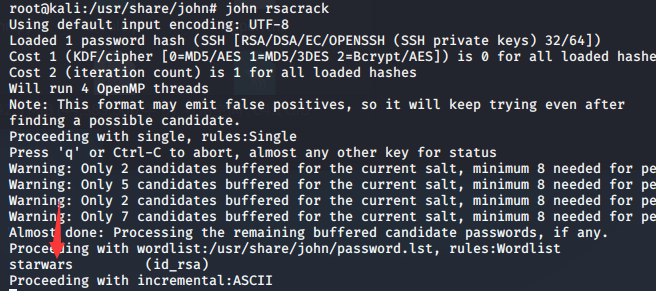 root@kali:/usr/share/john# john rsacrack
Using default input encoding: UTF-8
Loaded 1 password hash (SSH [RSA/DSA/EC/OPENSSH (SSH private keys) 32/64])
Cost 1 (KDF/cipher [0=MD5/AES 1=MD5/3DES 2=Bcrypt/AES]) is 0 for all loaded hashe
Cost 2 (iteration count) is 1 for all loaded hashes
Will run 4 OpenMP threads
Note: This format may emit false positives, so it will keep trying even after
finding a possible candidate.
Proceeding with single, rules:Single
Press 'q' or Ctrl-C to abort, almost any other key for status
Warning: Only 2 candidates buffered for the current salt, minimum 8 needed for pe
Warning: Only 5 candidates buffered for the current salt, minimum 8 needed for pe
Warning: Only 2 candidates buffered for the current salt, minimum 8 needed for pe
Warning: Only 7 candidates buffered for the current salt, minimum 8 needed for pe
Almost done: Processing the remaining buffered candidate passwords, if any.
Proceeding with wordlist:/usr/share/john/password.lst, rules:Wordlist
starwars (id_rsa)
Proceeding with incremental:ASCII